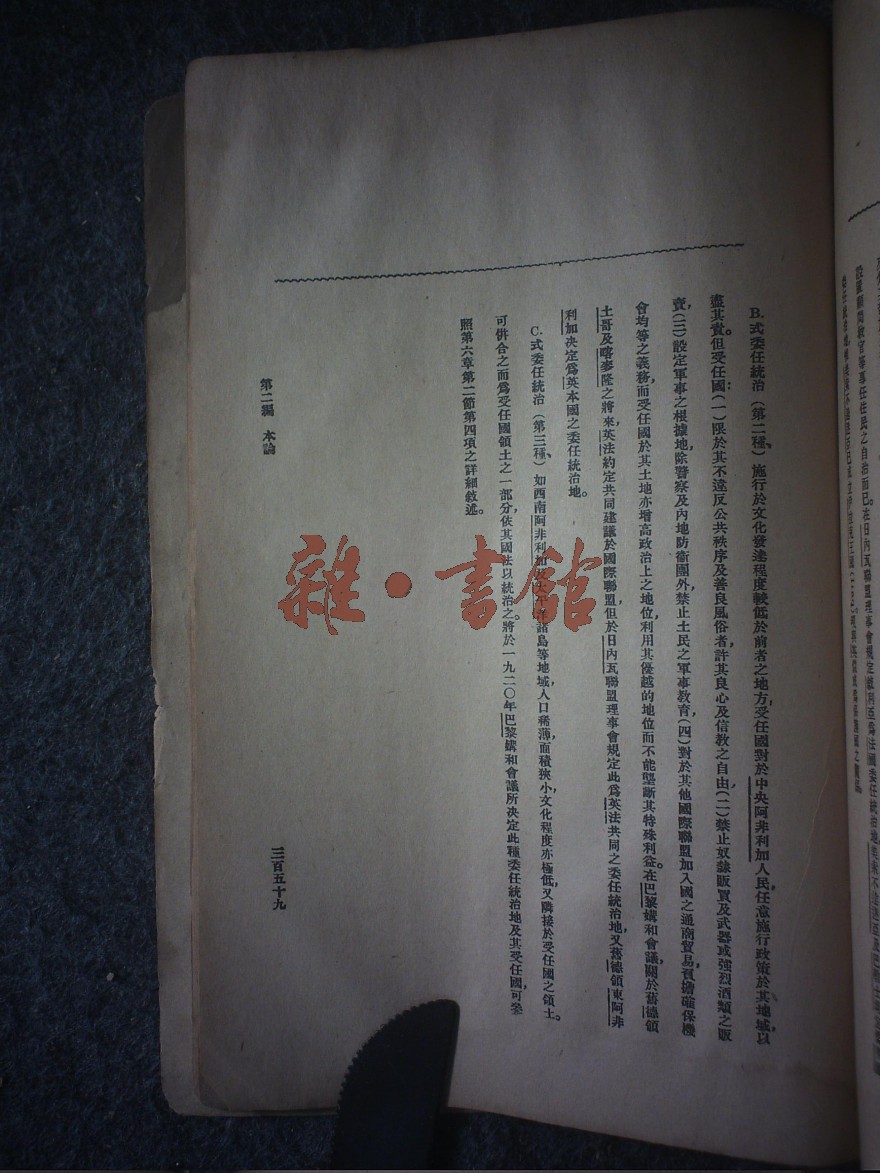 B.式委任統治（第二種、）施行於文化發達程度較低於前者之地方，受任國對於中央阿非利加人民任意施行政策於其地域，以
盡其責。但受任國：（一）限於其不違反公共秩序及善良風俗者許其良心及信教之自由，（二）禁止奴隸販買及武器或強烈酒類之販
賣，（三）設定軍事之根據地，除警察及內地防衛團外，禁止土民之軍事教育，（四）對於其他國際聯盟加入國之通商貿易負擔確保機
會均等之義務，而受任國於其土地亦增高政治上之地位，利用其優越的地位而不能壟斷其特殊利益。在巴黎媾和會議，關於舊德領
土哥及喀麥隆之將來，英法約定共同建議於國際聯盟，但於日內瓦聯盟理事會規定此爲英法共同之委任統治地，又舊德領東阿非
利加決定爲英本國之委任統治地。
C.式委任統治（第三種、）如西南阿非利加及太平洋諸島等地域，人口稀薄，面積狹小，文化程度亦極低，又隣接於受任國之領土。
可併合之而爲受任國領土之一部分，依其國法以統治之。將於一九二〇年巴黎媾和會議所決定此種委任統治地及其受任國，可參
照第六章第二節第四項之詳細敘述。
第二編 本論
三百五十九
雜·書館